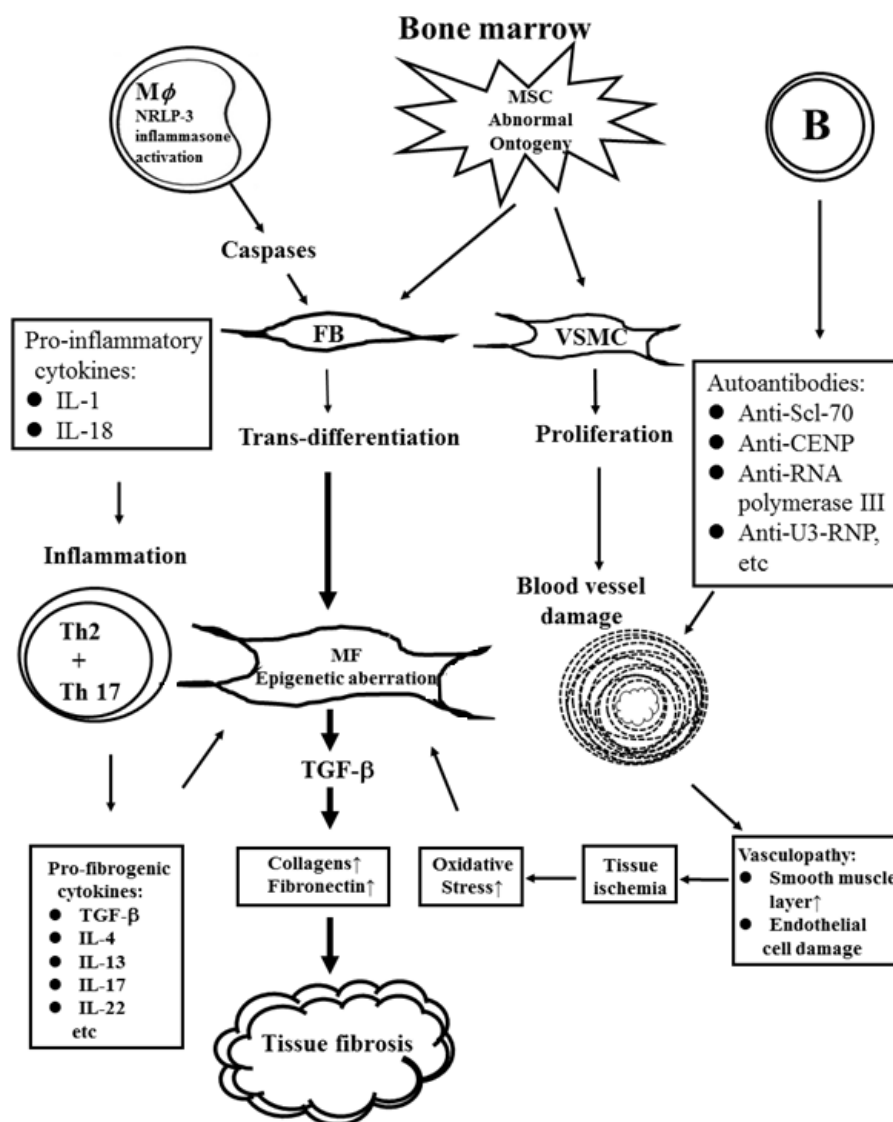 Bone marrow
Mϕ
NRLP-3
inflammasone
activation
MSC
Abnormal
Ontogeny
B
Caspases
FB
VSMC
Pro-inflammatory
cytokines:
● IL-1
● IL-18
Trans-differentiation
Proliferation
Autoantibodies:
● Anti-Scl-70
● Anti-CENP
● Anti-RNA
polymerase III
● Anti-U3-RNP,
etc
Inflammation
Blood vessel
damage
Th2
+
Th 17
MF
Epigenetic aberration
TGF-β
Pro-fibrogenic
cytokines:
● TGF-β
● IL-4
● IL-13
● IL-17
● IL-22
etc
Collagens↑
Fibronectin↑
Oxidative
Stress↑
Tissue
ischemia
Vasculopathy:
● Smooth muscle
layer↑
● Endothelial
cell damage
Tissue fibrosis